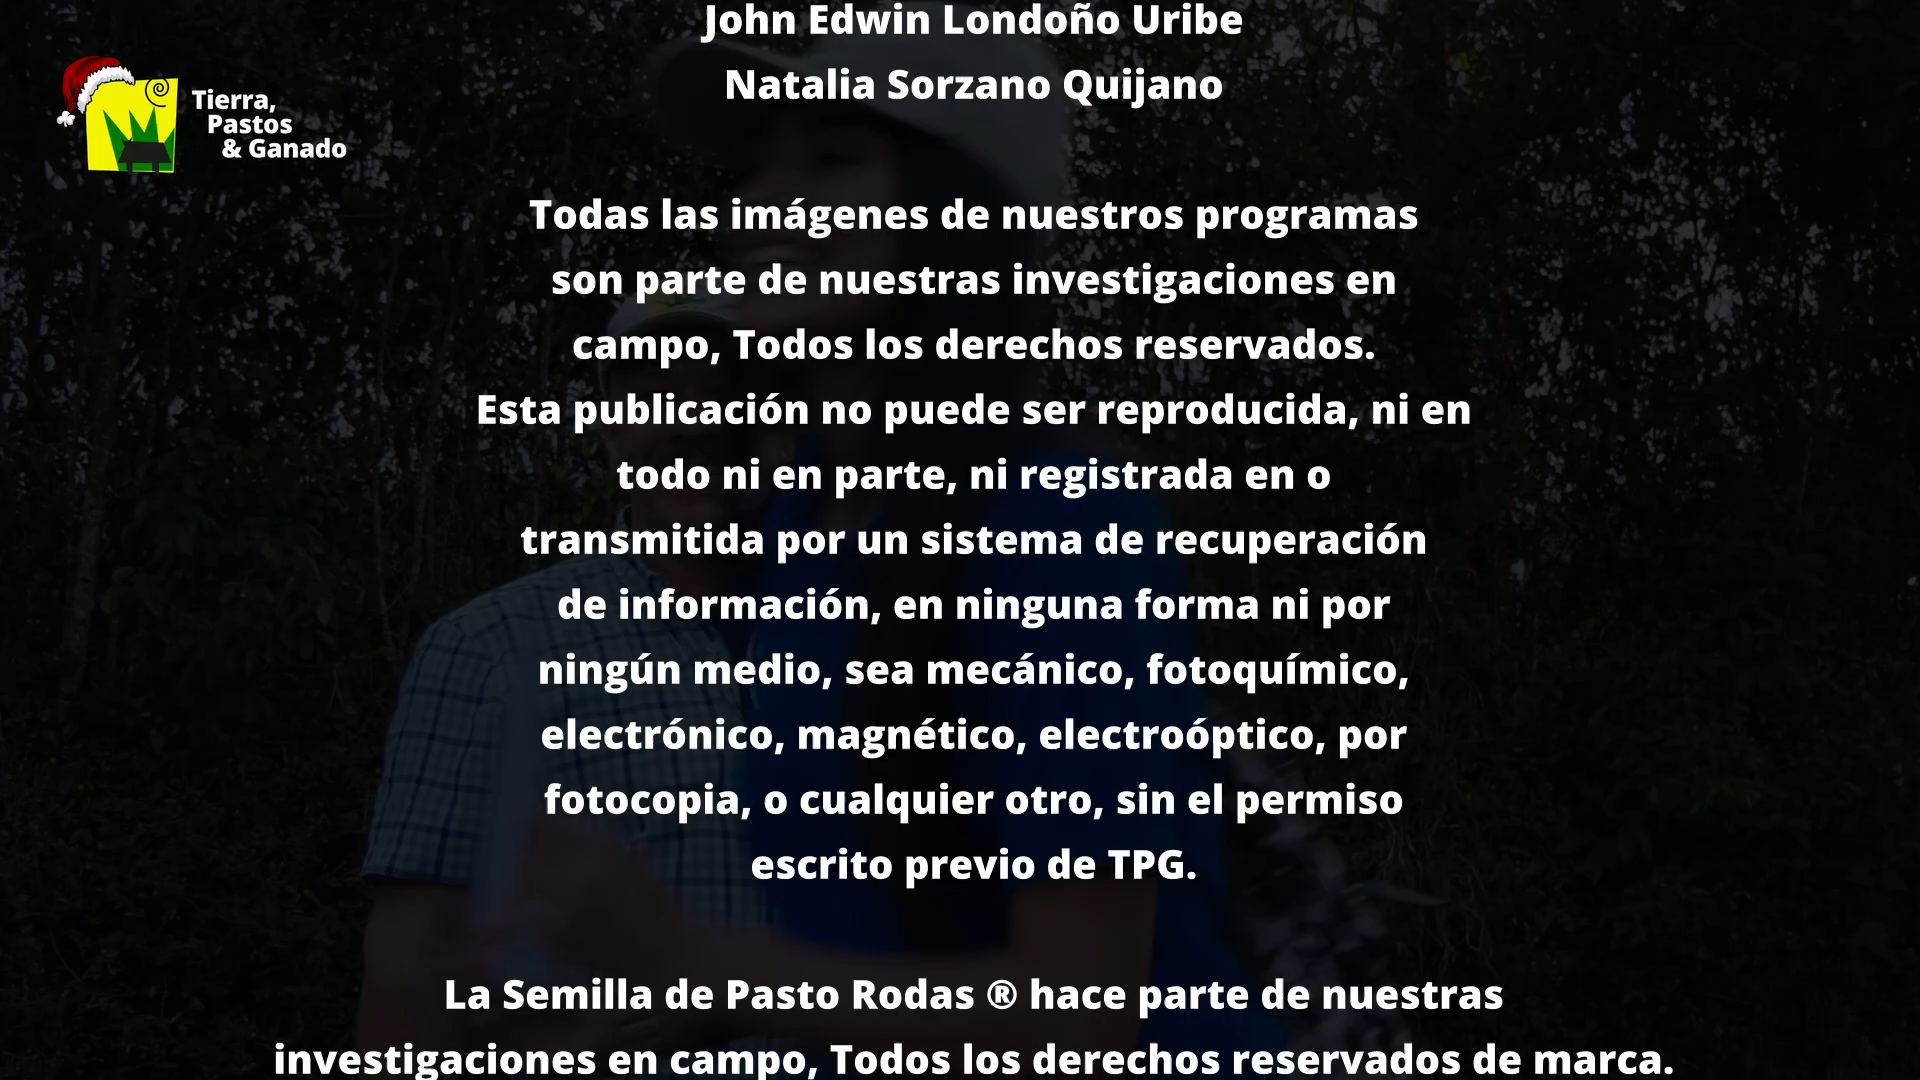 John Edwin Londoño Uribe
Natalia Sorzano Quijano
Tierra,
Pastos
& Ganado
Todas las imágenes de nuestros programas
son parte de nuestras investigaciones en
campo, Todos los derechos reservados.
Esta publicación no puede ser reproducida, ni en
todo ni en parte, ni registrada en o
transmitida por un sistema de recuperación
de información, en ninguna forma ni por
ningún medio, sea mecánico, fotoquímico,
electrónico, magnético, electroóptico, por
fotocopia, o cualquier otro, sin el permiso
escrito previo de TPG.
La Semilla de Pasto Rodas ® hace parte de nuestras
investigaciones en campo, Todos los derechos reservados de marca.